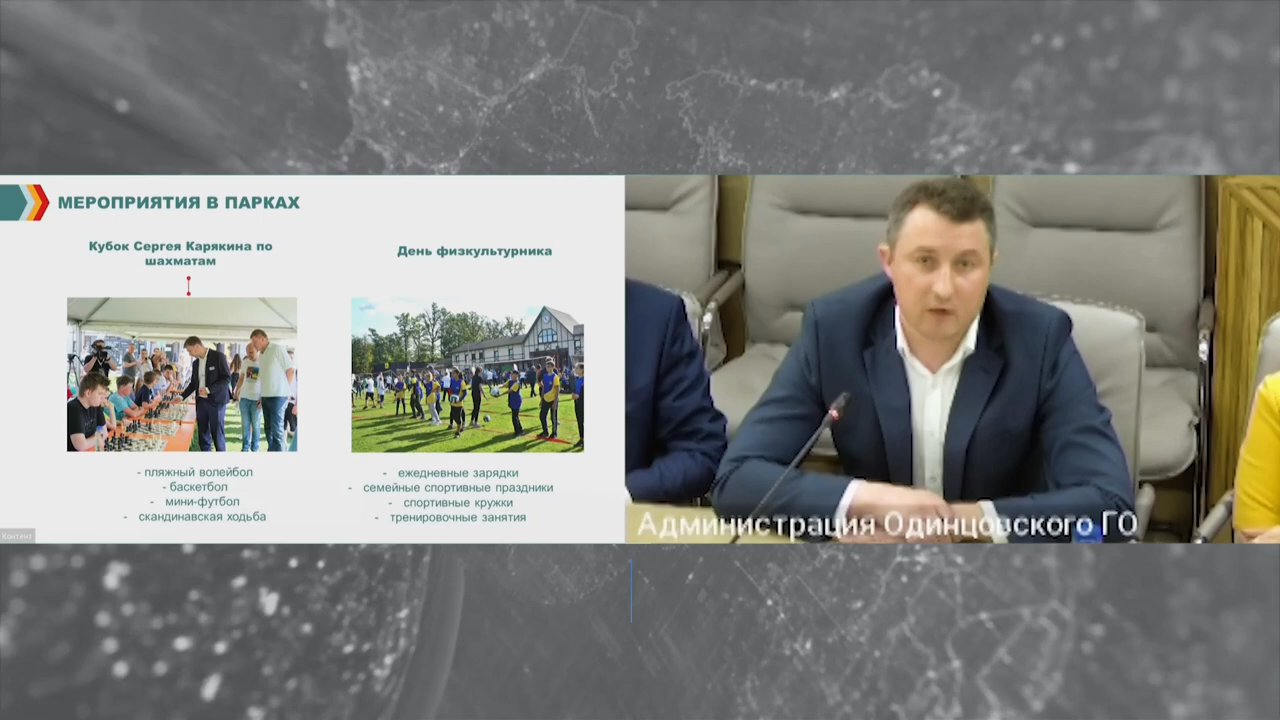 МЕРОПРИЯТИЯ В ПАРКАХ
Кубок Сергея Карякина по
шахматам
День физкультурника
- пляжный волейбол
- баскетбол
- мини-футбол
- скандинавская ходьба
- ежедневные зарядки
- семейные спортивные праздники
- спортивные кружки
- тренировочные занятия
Контент
Администрация Одинцовского ГО